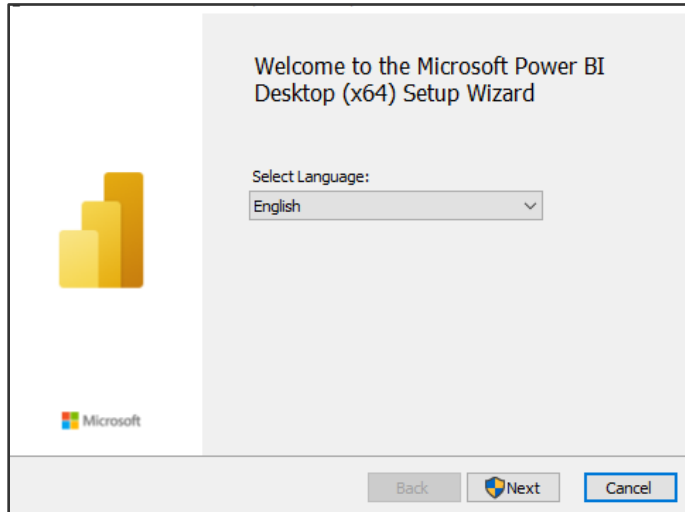 Welcome to the Microsoft Power BI
Desktop (x64) Setup Wizard
Select Language:
English
Microsoft
Back
Next
Cancel